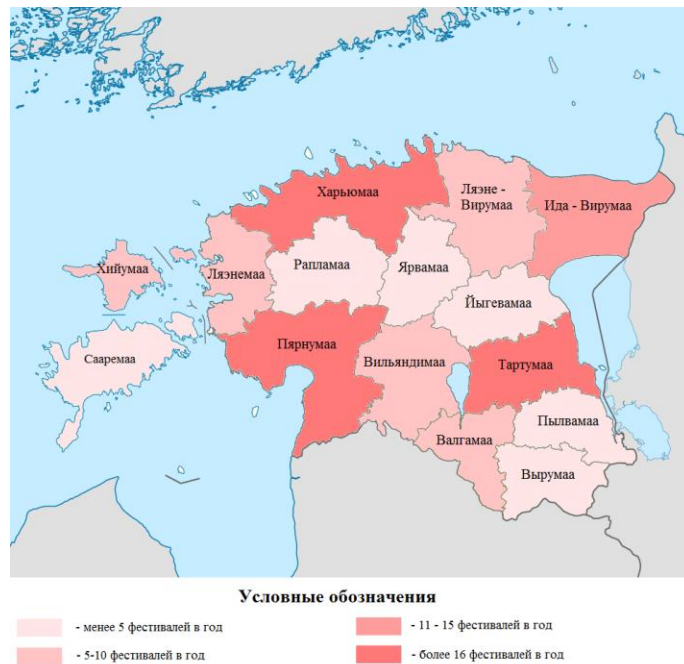 Харьюмаа
Ляэне -
Вирумаа
Ида - Вирумаа
Хийумаа
Ляэнемаа
Рапламаа
Ярвамаа
Йыгевамаа
Сааремаа
Пярнумаа
Вильяндимаа
Тартумаа
Валгамаа
Пылвамаа
Вырумаа
Условные обозначения
- менее 5 фестивалей в год
- 5-10 фестивалей в год
- 11 - 15 фестивалей в год
- более 16 фестивалей в год